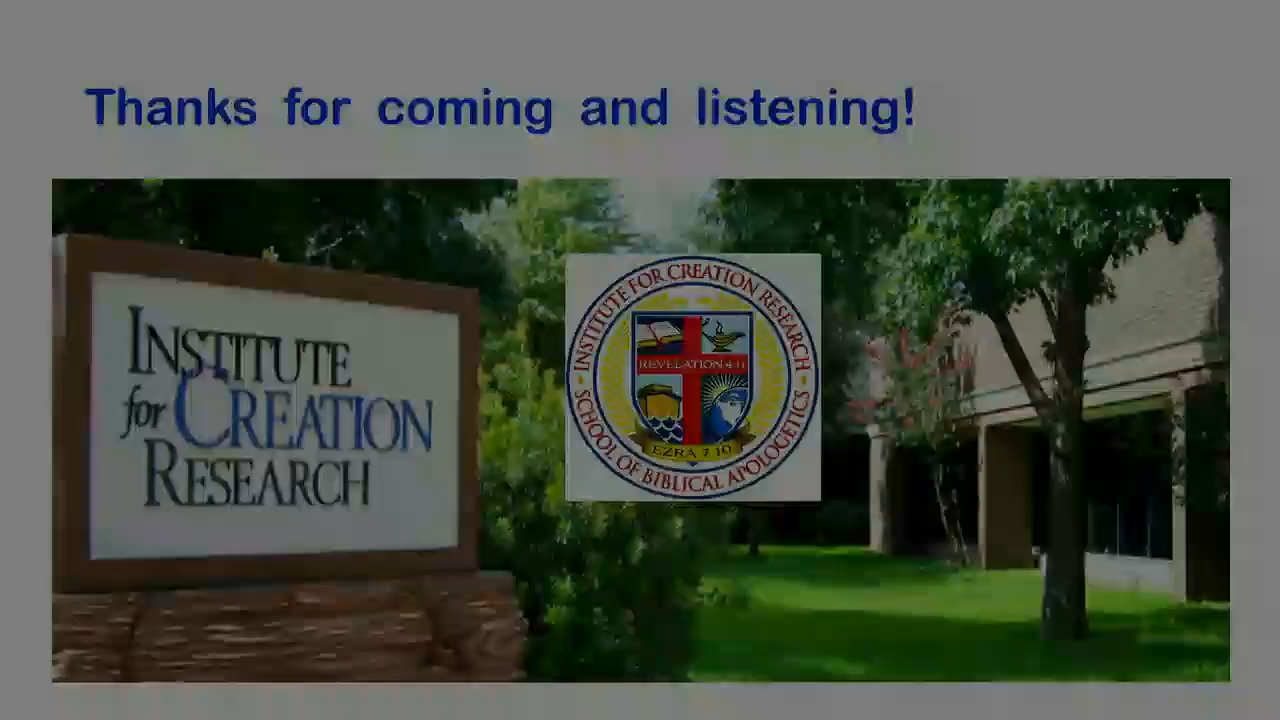 Thanks for coming and listening!
INSTITUTE
for CREATION
RESEARCH
INSTITUTE FOR CREATION RESEARCH
REVELATION 4:11
EZRA 7:10
SCHOOL OF BIBLICAL APOLOGETICS